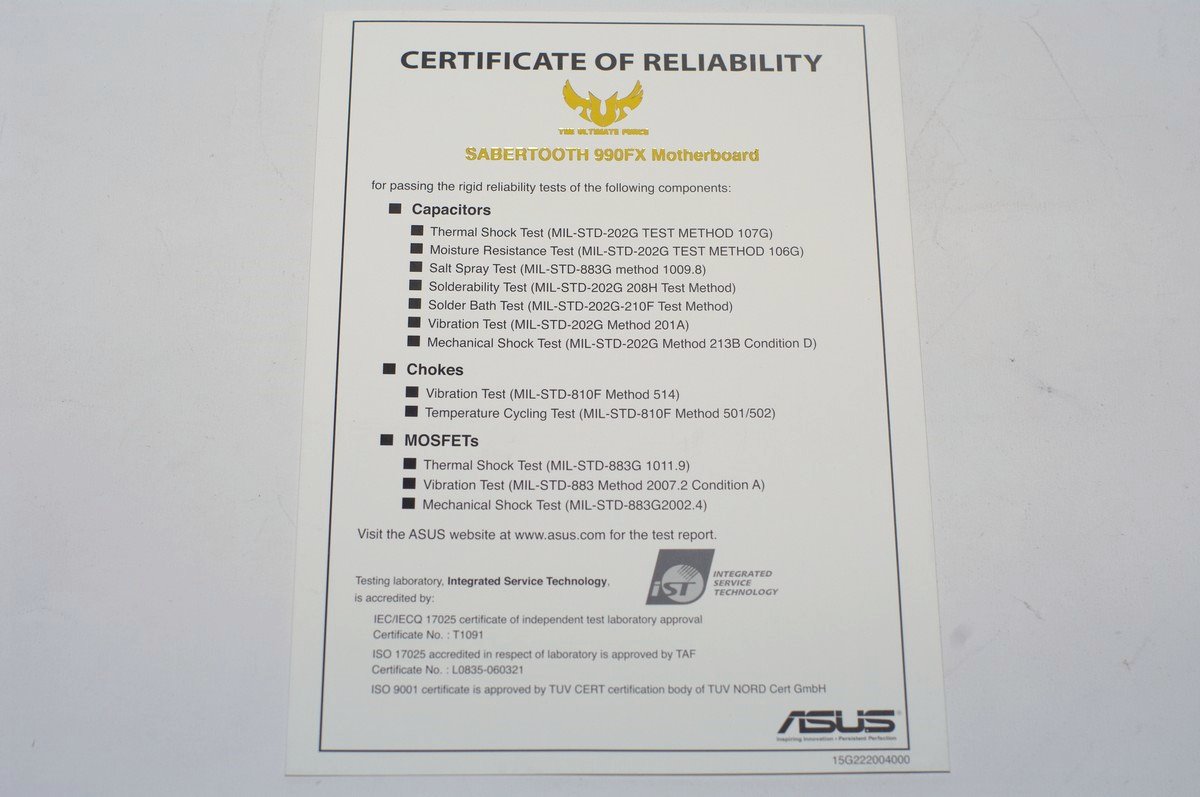 CERTIFICATE OF RELIABILITY
THE ULTIMATE FORCE
SABERTOOTH 990FX Motherboard
for passing the rigid reliability tests of the following components:
■ Capacitors
■ Thermal Shock Test (MIL-STD-202G TEST METHOD 107G)
■ Moisture Resistance Test (MIL-STD-202G TEST METHOD 106G)
■ Salt Spray Test (MIL-STD-883G method 1009.8)
■ Solderability Test (MIL-STD-202G 208H Test Method)
■ Solder Bath Test (MIL-STD-202G-210F Test Method)
■ Vibration Test (MIL-STD-202G Method 201A)
■ Mechanical Shock Test (MIL-STD-202G Method 213B Condition D)
■ Chokes
■ Vibration Test (MIL-STD-810F Method 514)
■ Temperature Cycling Test (MIL-STD-810F Method 501/502)
■ MOSFETs
■ Thermal Shock Test (MIL-STD-883G 1011.9)
■ Vibration Test (MIL-STD-883 Method 2007.2 Condition A)
■ Mechanical Shock Test (MIL-STD-883G2002.4)
Visit the ASUS website at www.asus.com for the test report.
Testing laboratory, Integrated Service Technology,
is accredited by:
iST
INTEGRATED
SERVICE
TECHNOLOGY
IEC/IECQ 17025 certificate of independent test laboratory approval
Certificate No. : T1091
ISO 17025 accredited in respect of laboratory is approved by TAF
Certificate No. : L0835-060321
ISO 9001 certificate is approved by TUV CERT certification body of TUV NORD Cert GmbH
ASUS®
Inspiring Innovation • Persistent Perfection
15G222004000